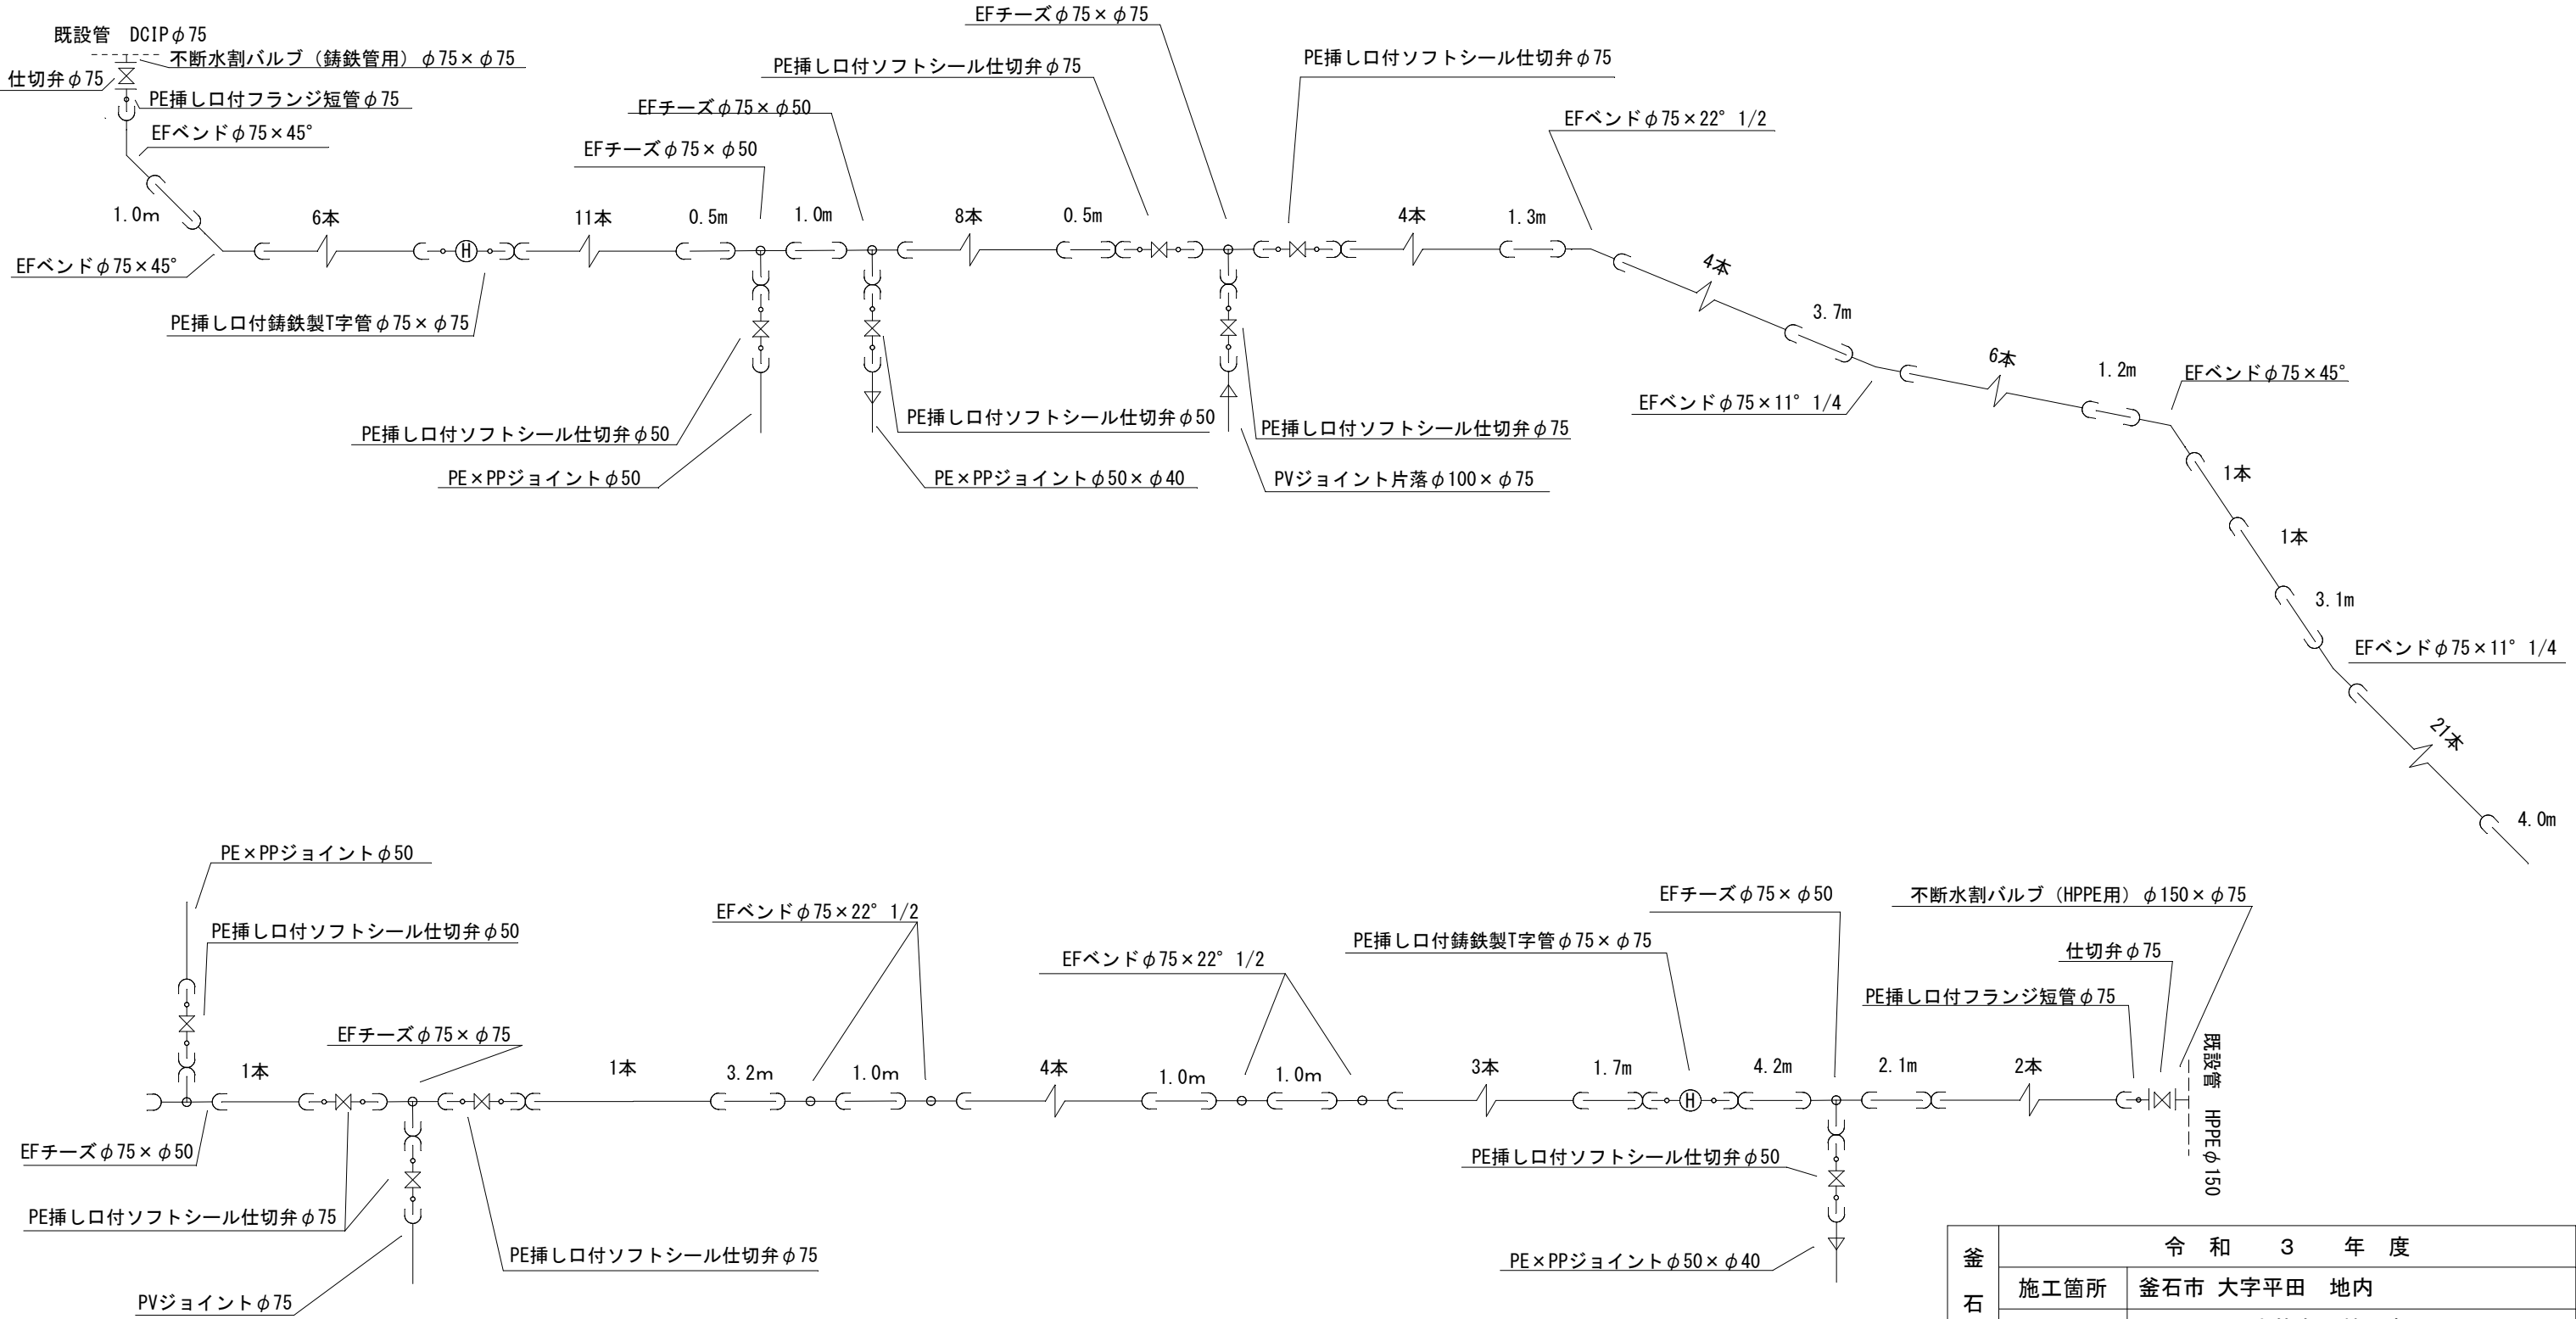 既設管 DCIPφ75
不断水割バルブ（鋳鉄管用）φ75×φ75
仕切弁φ75
PE挿し口付フランジ短管φ75
EFベンドφ75×45°
1.0m
EFベンドφ75×45°
6本
PE挿し口付鋳鉄製T字管φ75×φ75
H
11本
0.5m
EFチーズφ75×φ50
PE挿し口付ソフトシール仕切弁φ50
PE×PPジョイントφ50
1.0m
EFチーズφ75×φ50
PE挿し口付ソフトシール仕切弁φ50
PE×PPジョイントφ50×φ40
8本
0.5m
PE挿し口付ソフトシール仕切弁φ75
EFチーズφ75×φ75
PE挿し口付ソフトシール仕切弁φ75
PE挿し口付ソフトシール仕切弁φ75
PVジョイント片落φ100×φ75
4本
1.3m
EFベンドφ75×22°1/2
4本
3.7m
EFベンドφ75×11°1/4
6本
1.2m
EFベンドφ75×45°
1本
1本
3.1m
EFベンドφ75×11°1/4
21本
4.0m
PE×PPジョイントφ50
PE挿し口付ソフトシール仕切弁φ50
EFチーズφ75×φ50
1本
PE挿し口付ソフトシール仕切弁φ75
EFチーズφ75×φ75
PVジョイントφ75
PE挿し口付ソフトシール仕切弁φ75
1本
3.2m
EFベンドφ75×22°1/2
1.0m
4本
1.0m
EFベンドφ75×22°1/2
1.0m
3本
1.7m
PE挿し口付鋳鉄製T字管φ75×φ75
H
4.2m
EFチーズφ75×φ50
PE挿し口付ソフトシール仕切弁φ50
PE×PPジョイントφ50×φ40
2.1m
2本
PE挿し口付フランジ短管φ75
仕切弁φ75
不断水割バルブ（HPPE用）φ150×φ75
既設管 HPPEφ150
釜石
令和 3 年度
施工箇所 釜石市 大字平田 地内